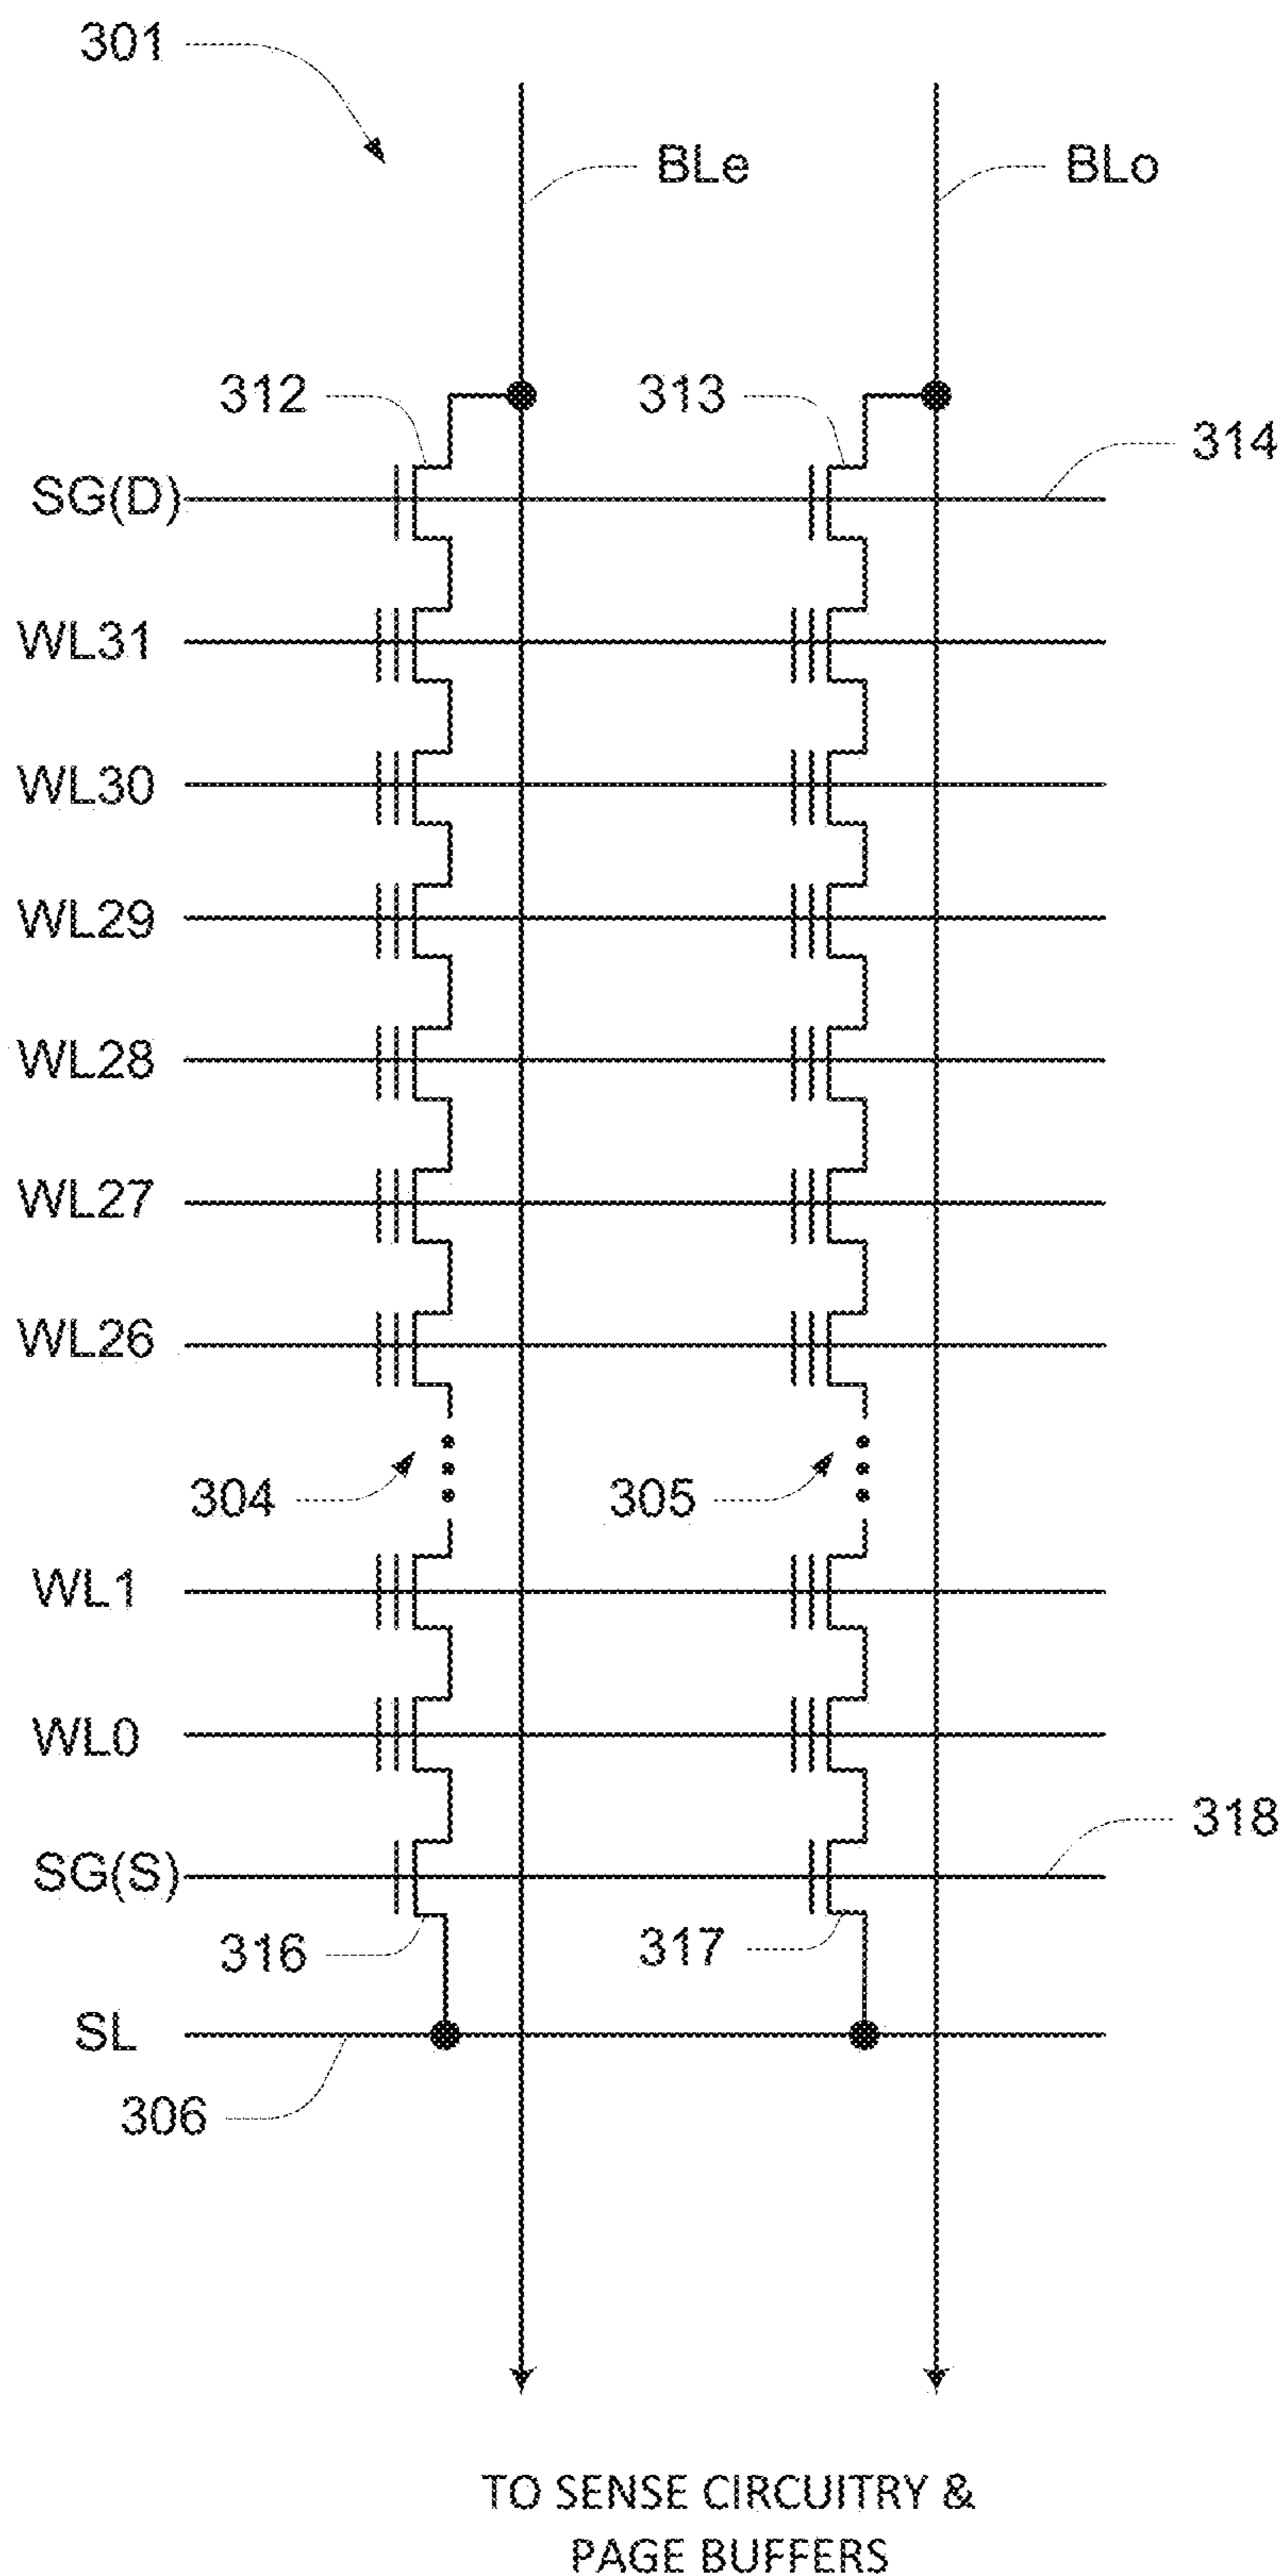 301
BLe
BLo
312
313
314
SG(D)
WL31
WL30
WL29
WL28
WL27
WL26
304
305
WL1
WL0
318
SG(S)
316
317
SL
306
TO SENSE CIRCUITRY &
PAGE BUFFERS